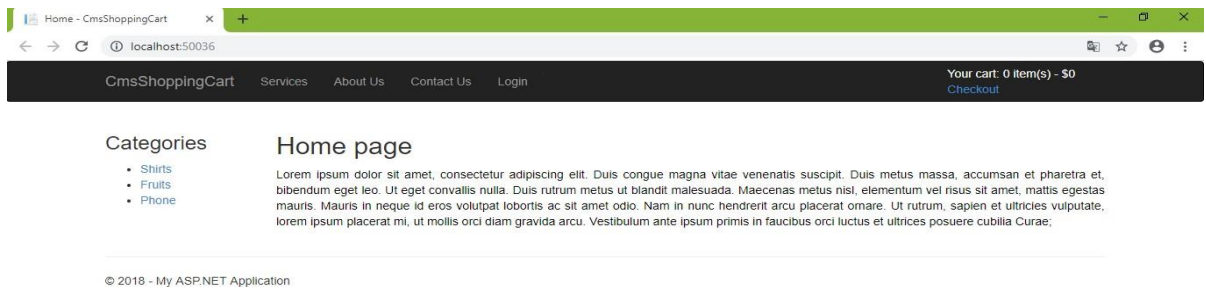 Home - CmsShoppingCart
localhost:50036
CmsShoppingCart Services About Us Contact Us Login
Your cart: 0 item(s) - $0
Checkout
Categories
Shirts
Fruits
Phone
Home page
Lorem ipsum dolor sit amet, consectetur adipiscing elit. Duis congue magna vitae venenatis suscipit. Duis metus massa, accumsan et pharetra et,
bibendum eget leo. Ut eget convallis nulla. Duis rutrum metus ut blandit malesuada. Maecenas metus nisl, elementum vel risus sit amet, mattis egestas
mauris. Mauris in neque id eros volutpat lobortis ac sit amet odio. Nam in nunc hendrerit arcu placerat ornare. Ut rutrum, sapien et ultricies vulputate,
lorem ipsum placerat mi, ut mollis orci diam gravida arcu. Vestibulum ante ipsum primis in faucibus orci luctus et ultrices posuere cubilia Curae;
© 2018 - My ASP.NET Application